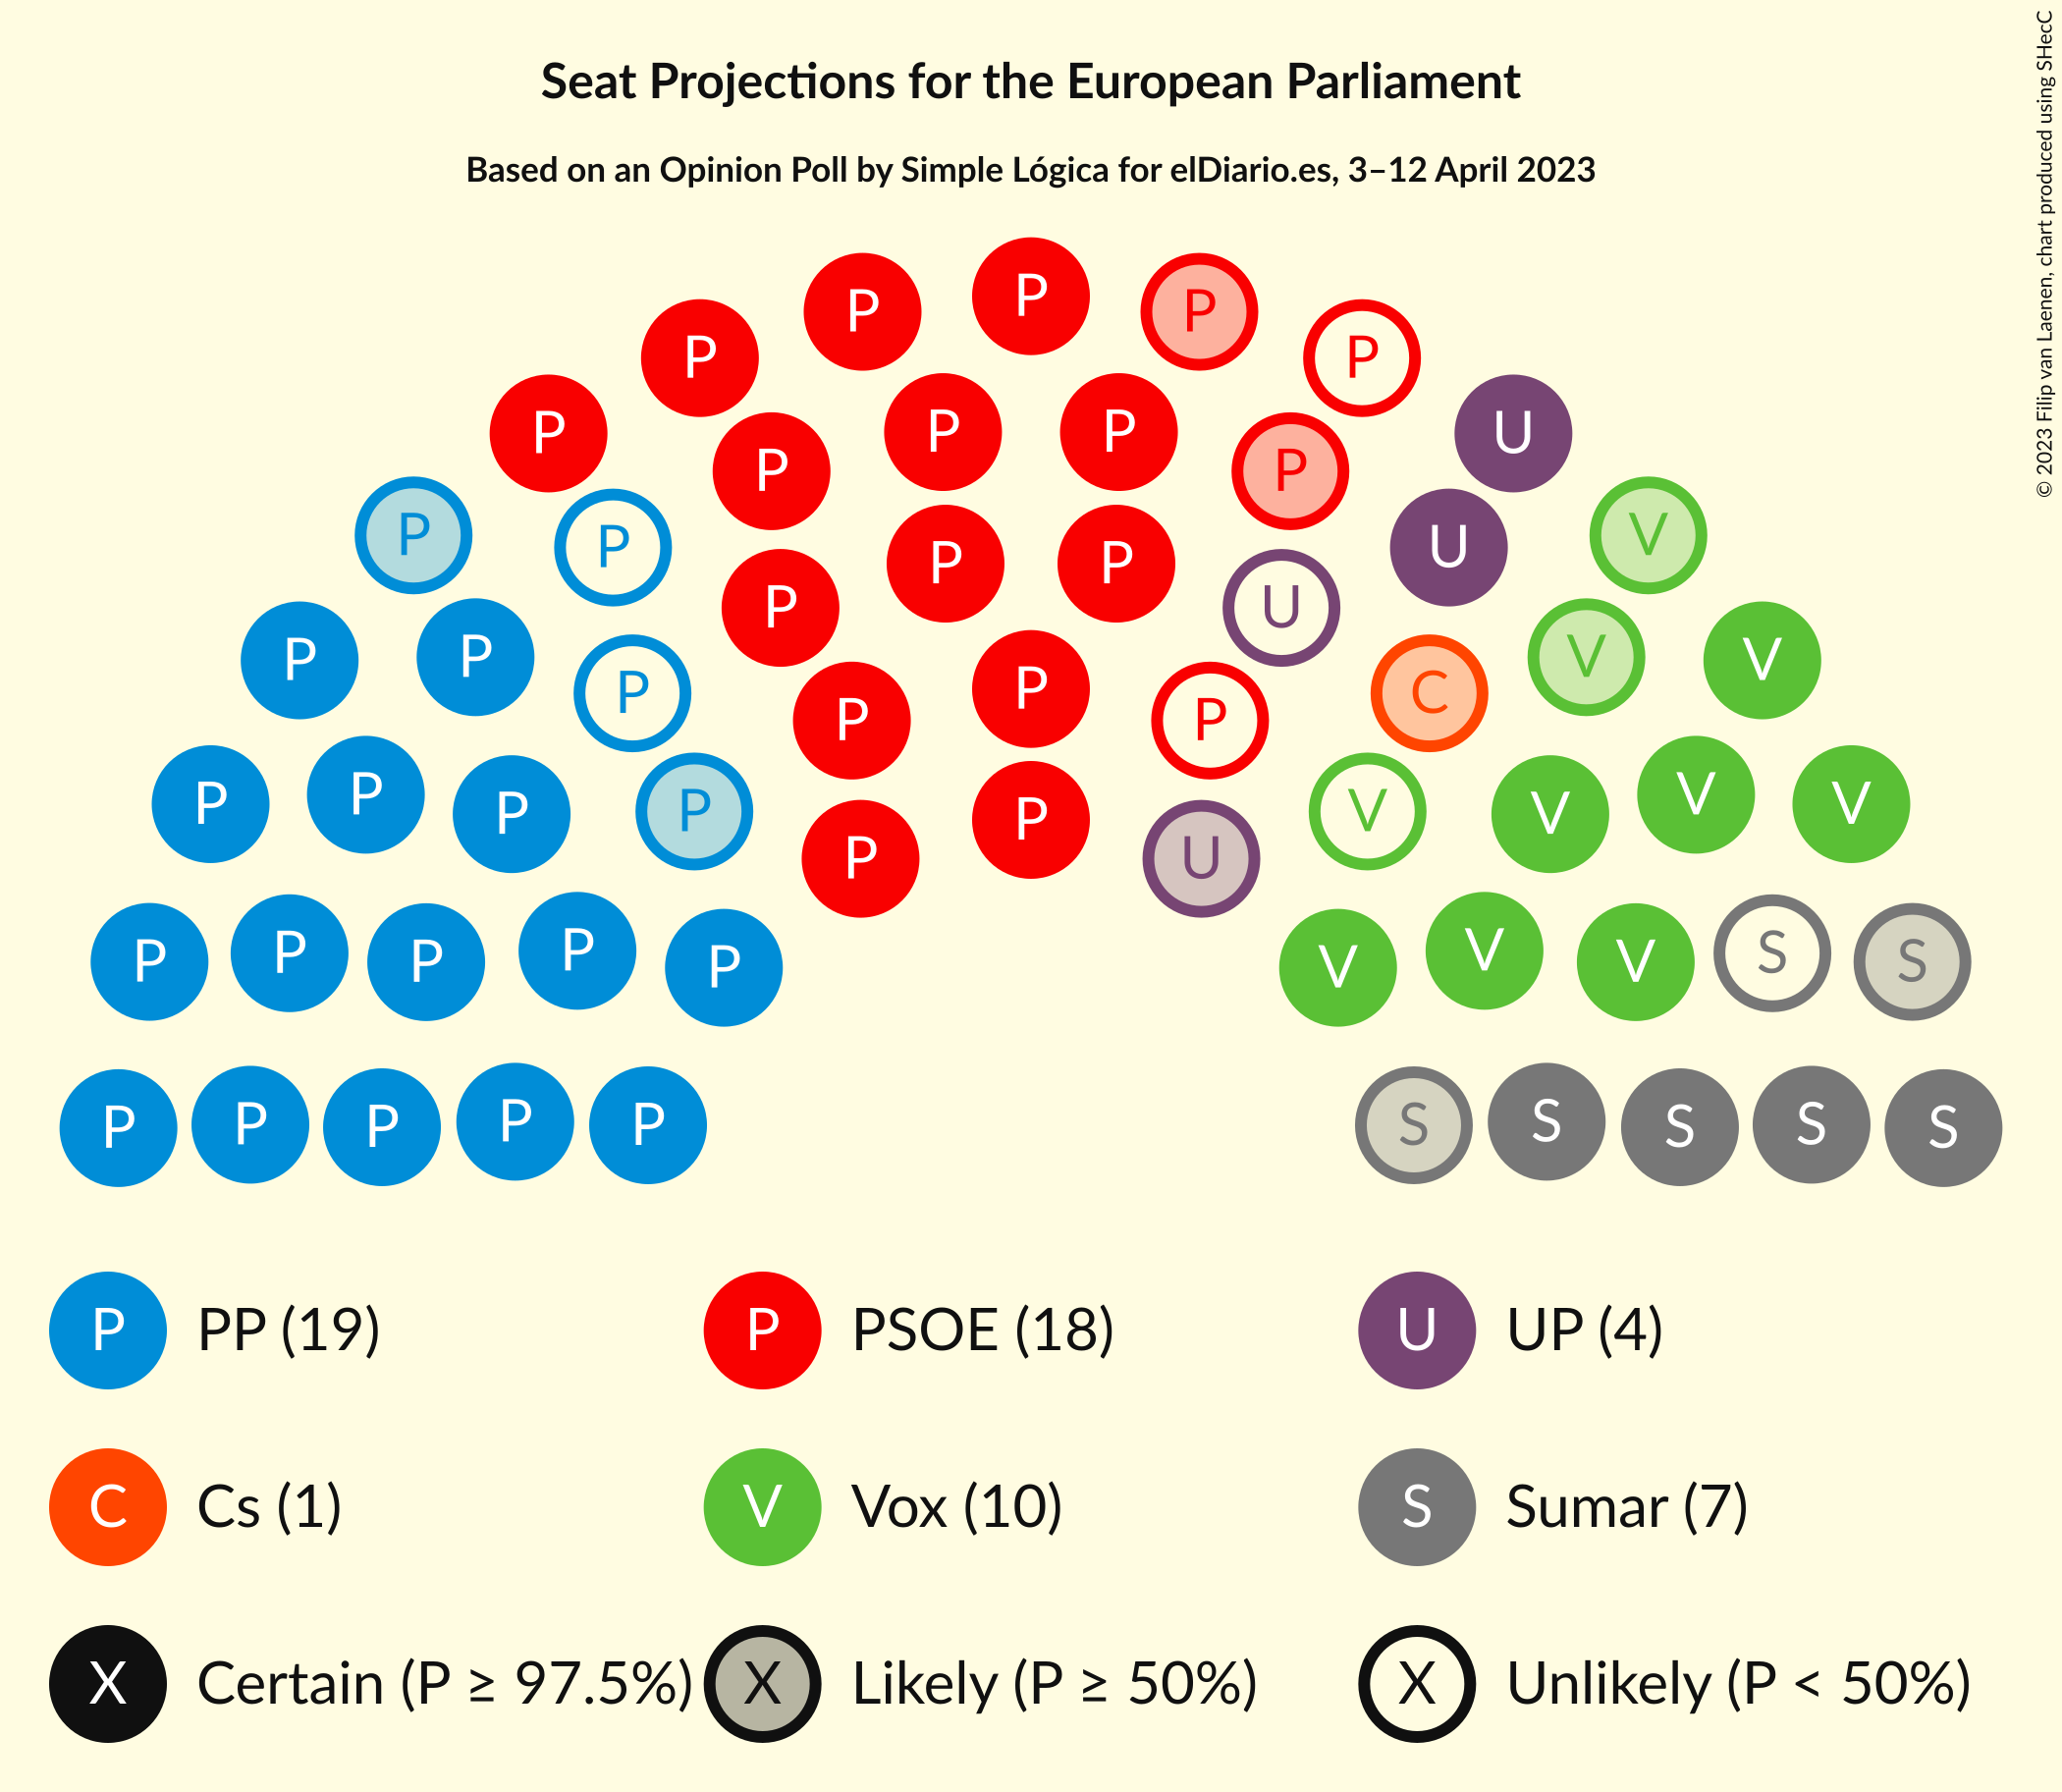 Seat Projections for the European Parliament
Based on an Opinion Poll by Simple Lógica for elDiario.es, 3–12 April 2023
© 2023 Filip van Laenen, chart produced using SHecC
P
P P
P P
P P P U
P P
P P P P U V
P U
P P P P C V V
P P
P P P P P V V V V
P U
P P P P P V V V S S
P P P P P S S S S S
P PP (19) P PSOE (18) U UP (4)
C Cs (1) V Vox (10) S Sumar (7)
X Certain (P ≥ 97.5%) X Likely (P ≥ 50%) X Unlikely (P < 50%)